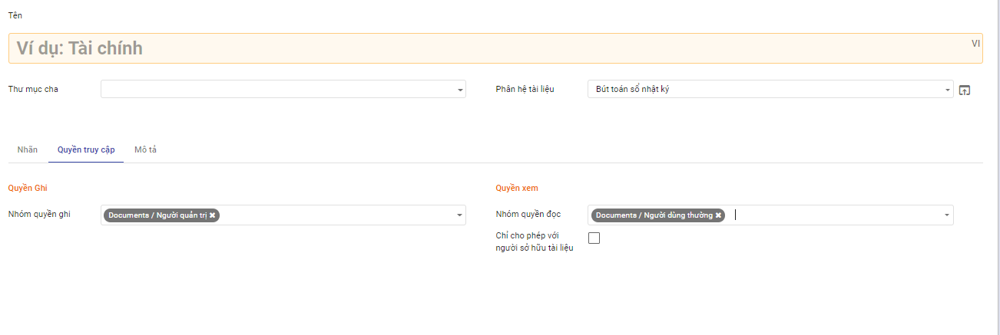 Tên
Ví dụ: Tài chính VI
Thư mục cha Phân hệ tài liệu Bút toán sổ nhật ký
Nhãn Quyền truy cập Mô tả
Quyền Ghi Quyền xem
Nhóm quyền ghi Documents / Người quản trị ✖ Nhóm quyền đọc Documents / Người dùng thường ✖
Chỉ cho phép với
người sở hữu tài liệu